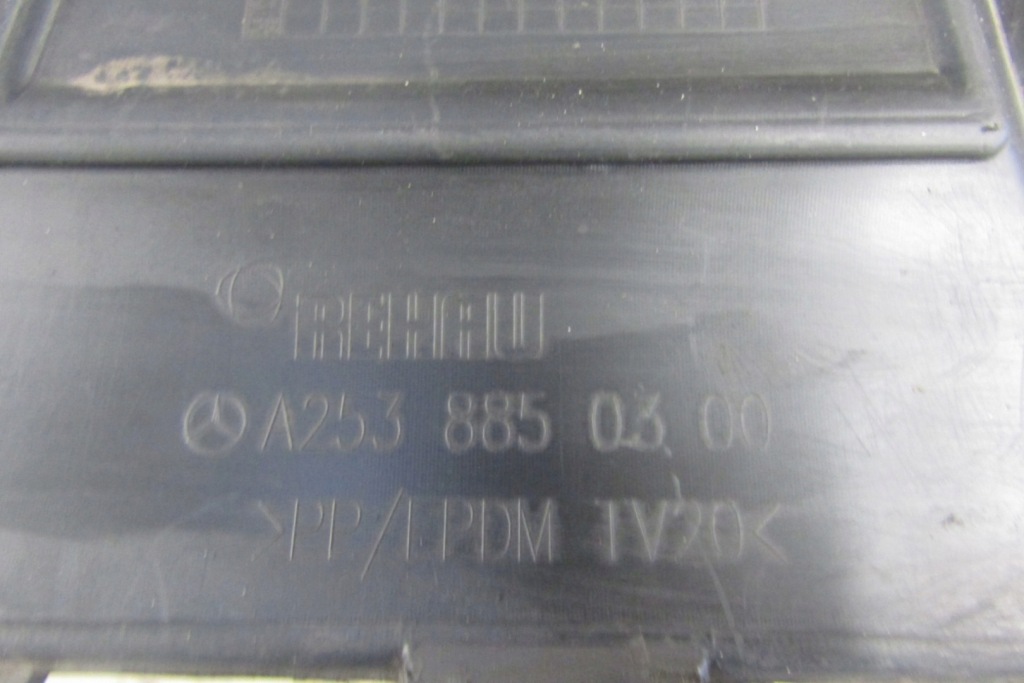 REHAU
A253 885 03 00
>PP/EPDM TV20<